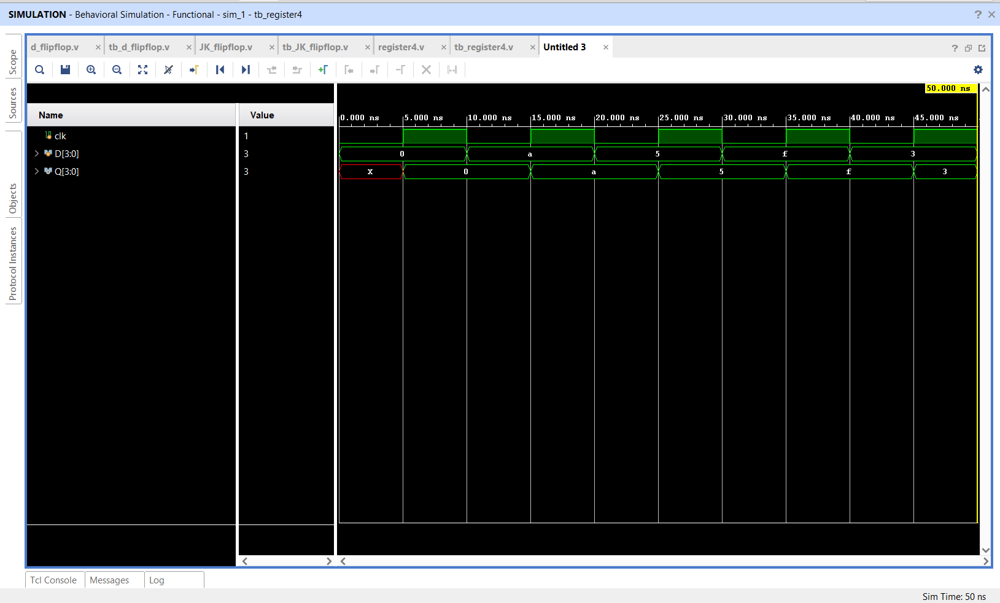 SIMULATION - Behavioral Simulation - Functional - sim_1 - tb_register4 ? ×
Scope
Sources
Objects
Protocol Instances
d_flipflop.v × tb_d_flipflop.v × JK_flipflop.v × tb_JK_flipflop.v × register4.v × tb_register4.v × Untitled 3 × ?
50.000 ns
Name Value
0.000 ns 5.000 ns 10.000 ns 15.000 ns 20.000 ns 25.000 ns 30.000 ns 35.000 ns 40.000 ns 45.000 ns
clk 1
D[3:0] 3 0 a 5 f 3
Q[3:0] 3 X 0 a 5 f 3
Tcl Console Messages Log
Sim Time: 50 ns